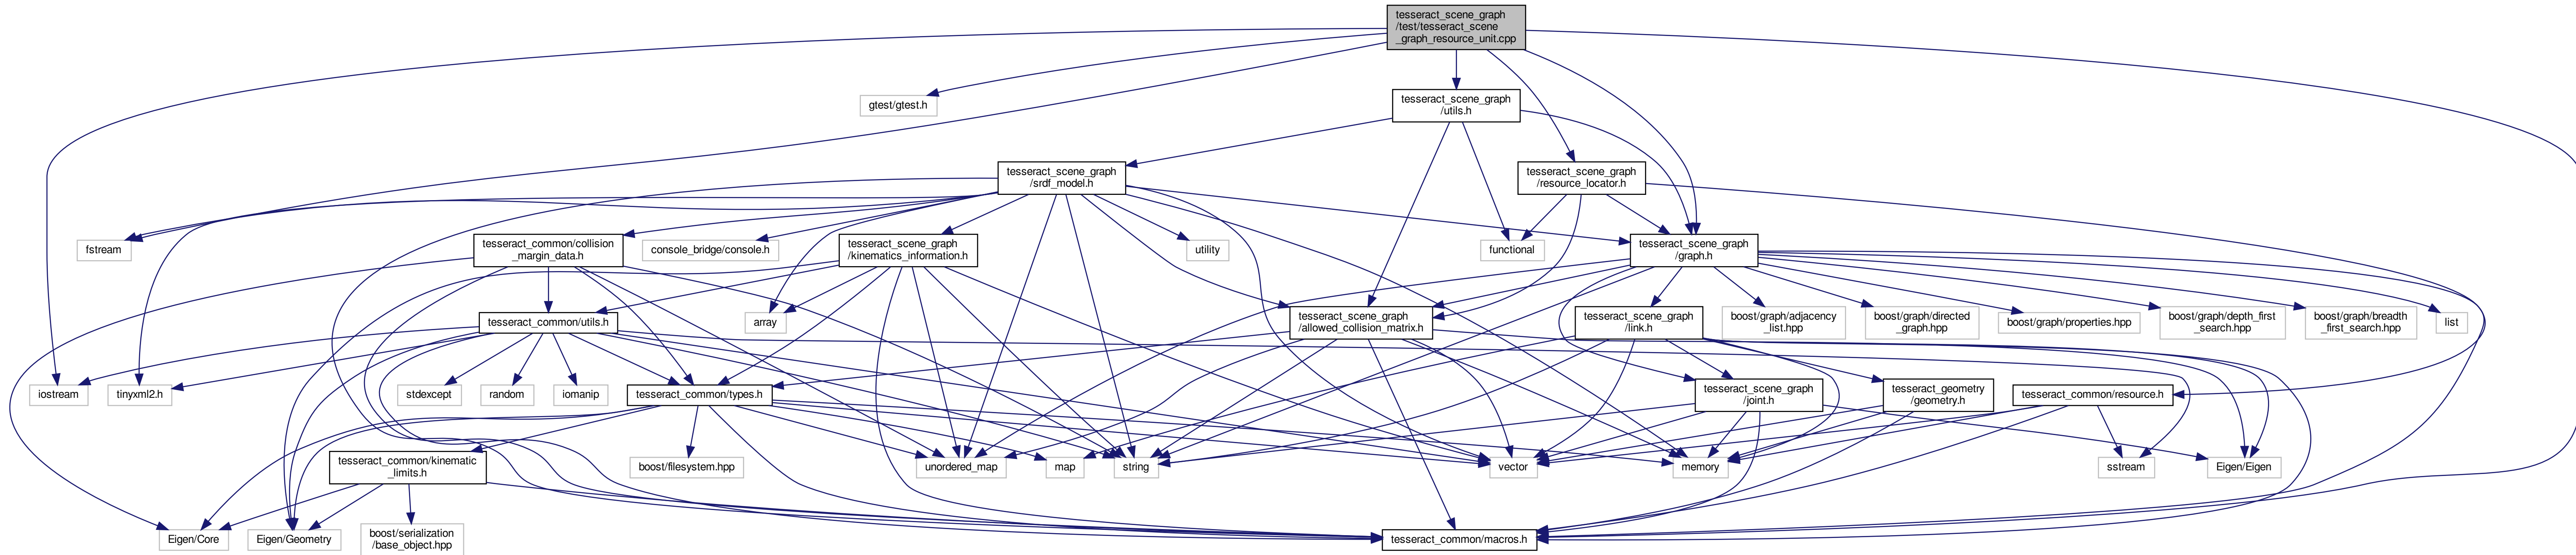 tesseract_scene_graph
/test/tesseract_scene
_graph_resource_unit.cpp
gtest/gtest.h
tesseract_scene_graph
/utils.h
tesseract_scene_graph
/srdf_model.h
tesseract_scene_graph
/resource_locator.h
fstream
tesseract_common/collision
_margin_data.h
console_bridge/console.h
tesseract_scene_graph
/kinematics_information.h
utility
functional
tesseract_scene_graph
/graph.h
tesseract_common/utils.h
array
tesseract_scene_graph
/allowed_collision_matrix.h
tesseract_scene_graph
/link.h
boost/graph/adjacency
_list.hpp
boost/graph/directed
_graph.hpp
boost/graph/properties.hpp
boost/graph/depth_first
_search.hpp
boost/graph/breadth
_first_search.hpp
list
iostream
tinyxml2.h
stdexcept
random
iomanip
tesseract_common/types.h
tesseract_scene_graph
/joint.h
tesseract_geometry
/geometry.h
tesseract_common/resource.h
tesseract_common/kinematic
_limits.h
boost/filesystem.hpp
unordered_map
map
string
vector
memory
sstream
Eigen/Eigen
Eigen/Core
Eigen/Geometry
boost/serialization
/base_object.hpp
tesseract_common/macros.h